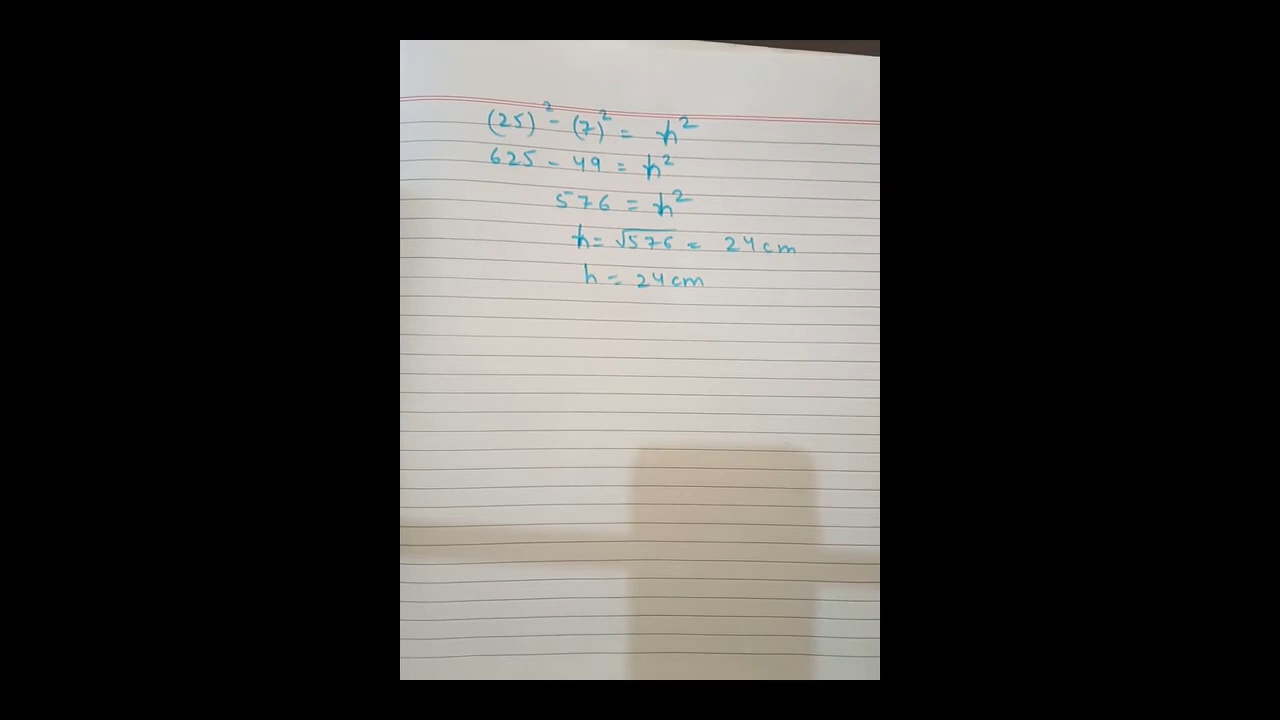 (25)² - (7)² = h²
625 - 49 = h²
576 = h²
h = √576 = 24 cm
h = 24 cm